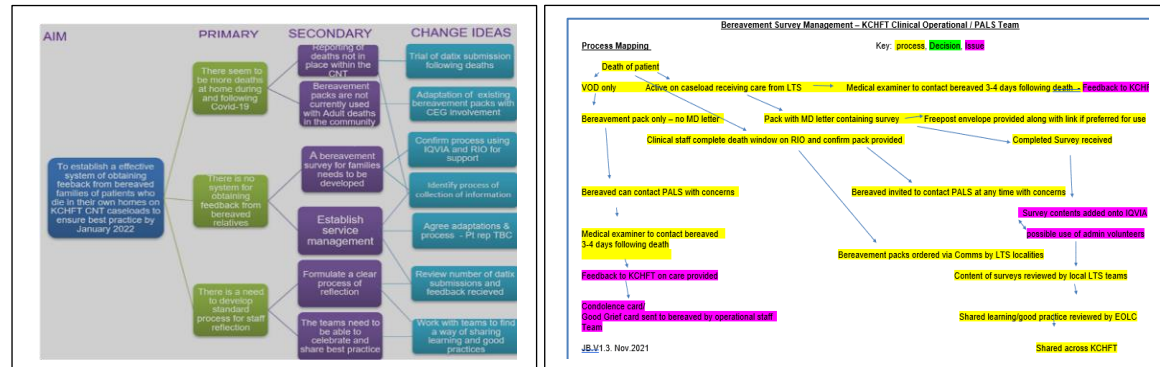 AIM
PRIMARY
SECONDARY
CHANGE IDEAS
To establish a effective
system of obtaining
feeback from bereaved
families of patients who
die in their own homes on
KCHFT CNT caseloads to
ensure best practice by
January 2022
There seem to
be more deaths
at home during
and following
Covid-19
There is no
system for
obtaining
feedback from
bereaved
relatives
There is a need
to develop
standard
process for staff
reflection
Reporting of
deaths not in
place within the
CNT
Bereavement
packs are not
currently used
with Adult deaths
in the community
A
bereavement
survey for families
needs to be
developed
Establish
service
management
Formulate a clear
process of
reflection
The teams need to
be able to
celebrate and
share best practice
Trial of datix submission
following deaths
Adaptation of existing
bereavement packs with
CEG involvement
Confirm process using
IQVIA and RIO for
support
Identify process of
collection of information
Agree adaptations &
process - PI rep TBC
Review number of datix
submissions and
feedback recieved
Work with teams to find
a way of sharing
learning and good
practices
Bereavement Survey Management – KCHFT Clinical Operational / PALS Team
Process Mapping
Key: process, Decision, Issue
Death of patient
VOD only
Active on caseload receiving care from LTS
Medical examiner to contact bereaved 3-4 days following death
Feedback to KCHF
Bereavement pack only – no MD letter
Pack with MD letter containing survey
Freepost envelope provided along with link if preferred for use
Clinical staff complete death window on RIO and confirm pack provided
Completed Survey received
Bereaved can contact PALS with concerns
Bereaved invited to contact PALS at any time with concerns
Survey contents added onto IQVIA
possible use of admin volunteers
Medical examiner to contact bereaved
3-4 days following death
Bereavement packs ordered via Comms by LTS localities
Feedback to KCHFT on care provided
Content of surveys reviewed by local LTS teams
Condolence card/
Good Grief card sent to bereaved by operational staff
Team
Shared learning/good practice reviewed by EOLC
JB.V1.3. Nov.2021
Shared across KCHFT